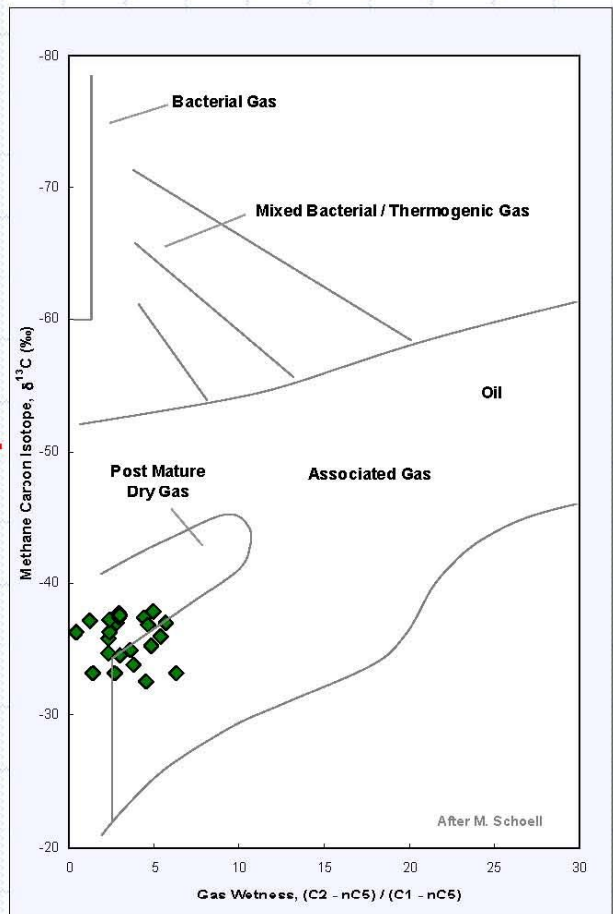 -80
Bacterial Gas
-70
Mixed Bacterial / Thermogenic Gas
-60
Oil
-50
Post Mature
Dry Gas
Associated Gas
-40
-30
After M. Schoell
-20
0 5 10 15 20 25 30
Gas Wetness, (C2 - nC5) / (C1 - nC5)
Methane Carbon Isotope, δ¹³C (‰)